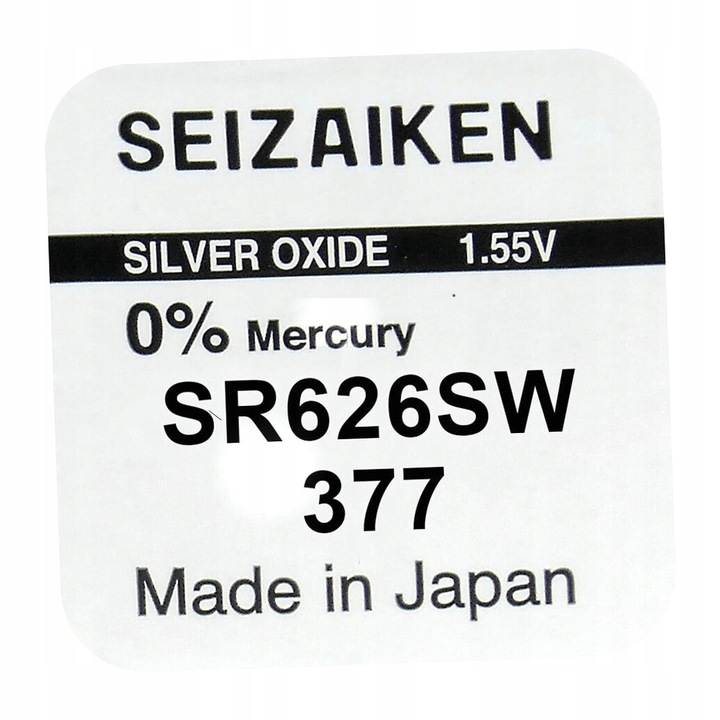 SEIZAIKEN
SILVER OXIDE 1.55V
0% Mercury
SR626SW
377
Made in Japan